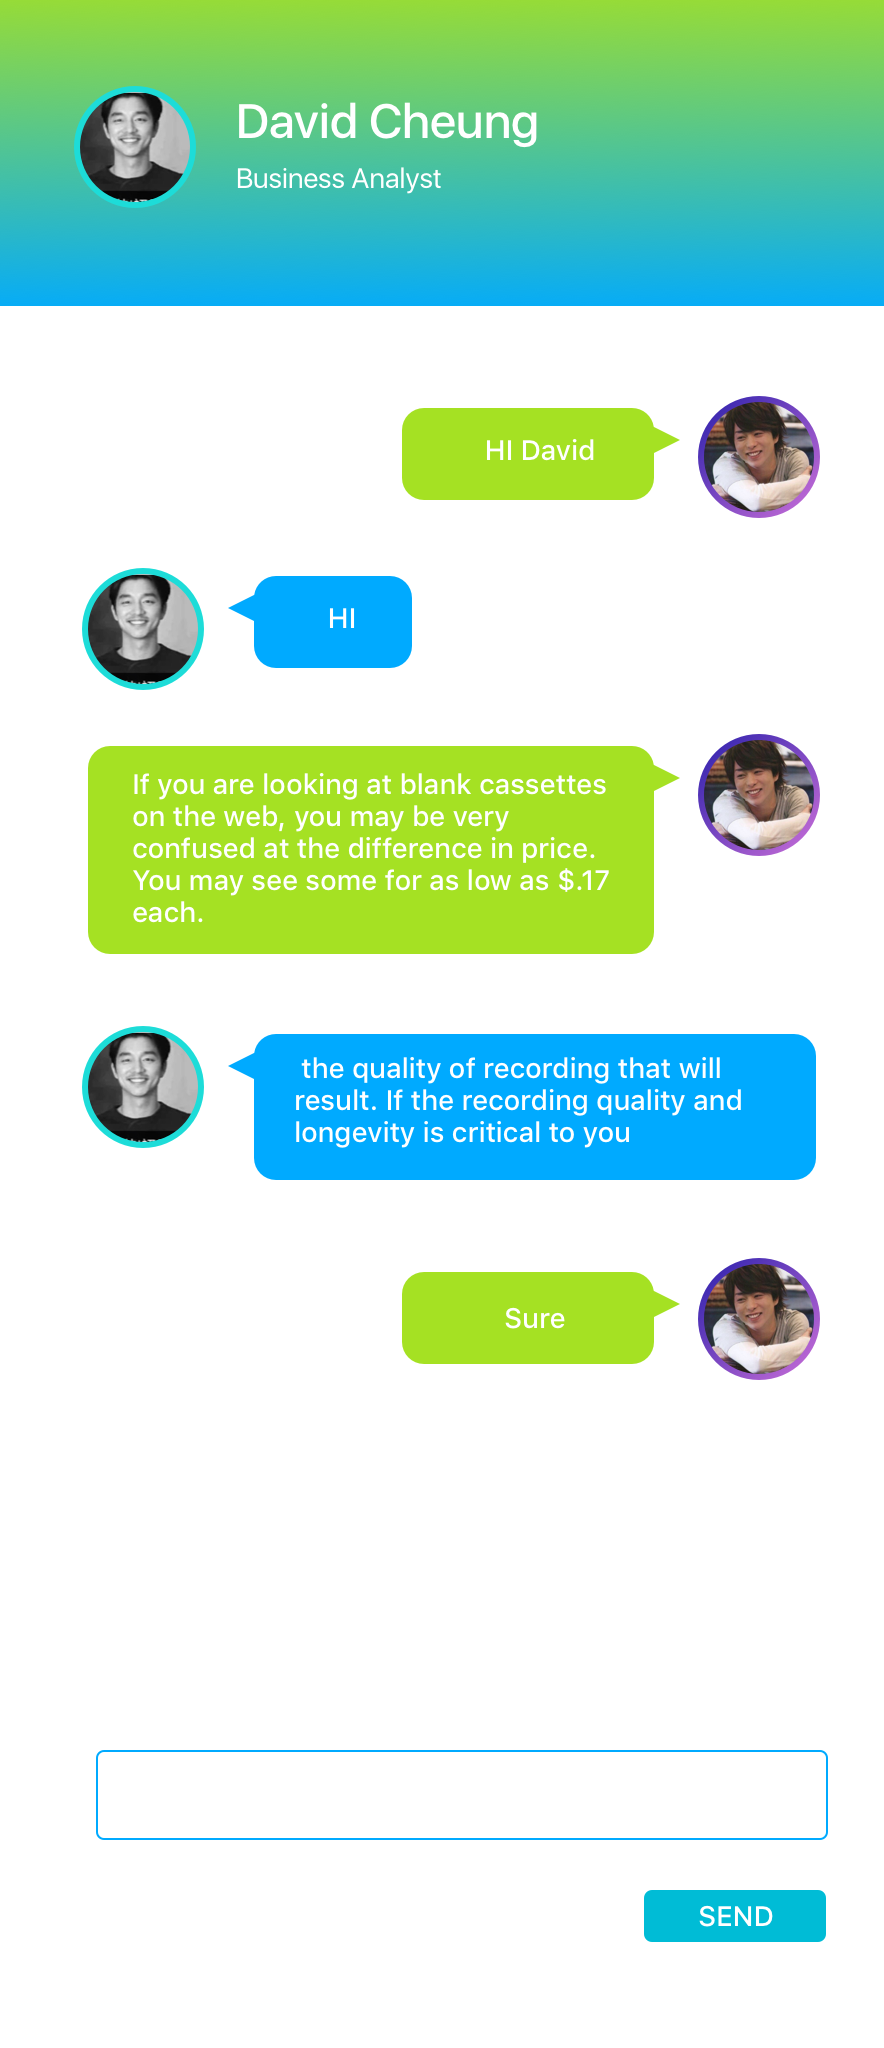 David Cheung
Business Analyst
HI David
HI
If you are looking at blank cassettes
on the web, you may be very
confused at the difference in price.
You may see some for as low as $.17
each.
the quality of recording that will
result. If the recording quality and
longevity is critical to you
Sure
SEND